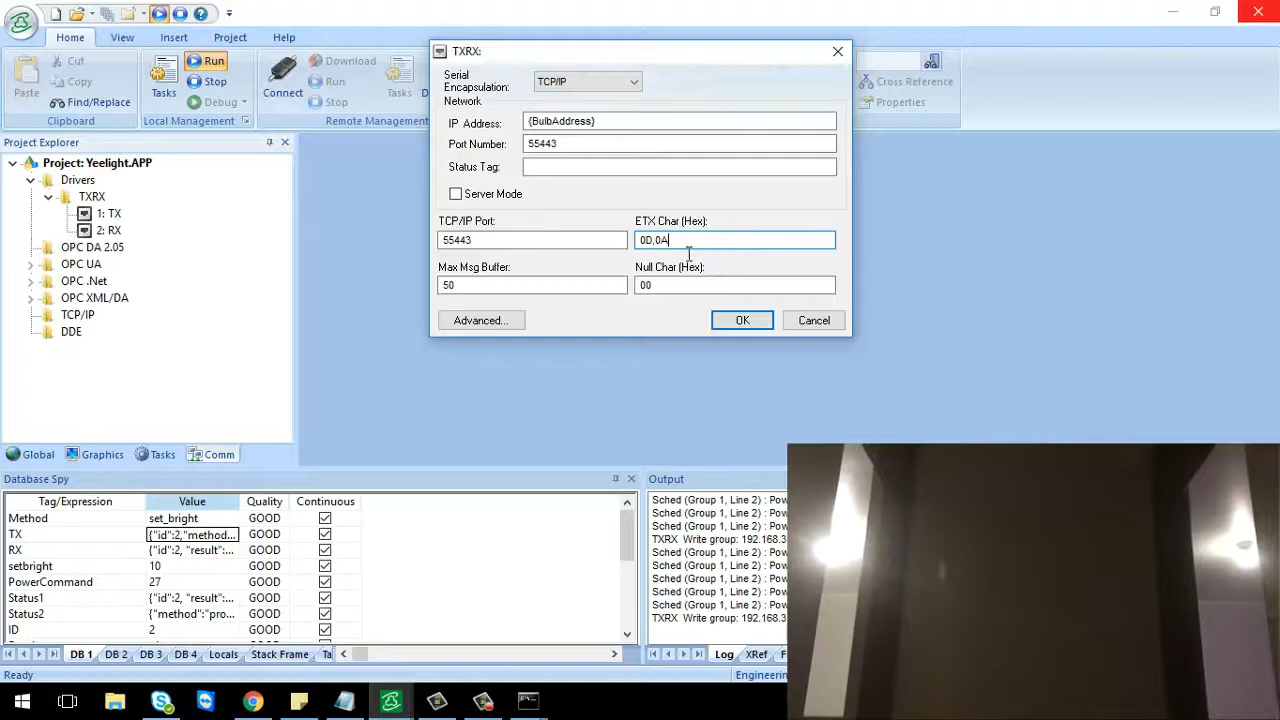 Home View Insert Project Help
Cut
Copy
Find/Replace
Paste
Clipboard
Tasks
Run
Stop
Debug
Local Management
Connect
Download
Run
Stop
Tasks
Remote Management
Cross Reference
Properties
Project Explorer
Project: Yeelight.APP
Drivers
TXRX
1: TX
2: RX
OPC DA 2.05
OPC UA
OPC .Net
OPC XML/DA
TCP/IP
DDE
Global Graphics Tasks Comm
TXRX:
Serial Encapsulation: TCP/IP
Network
IP Address: {BulbAddress}
Port Number: 55443
Status Tag:
Server Mode
TCP/IP Port: ETX Char (Hex):
55443 0D,0A
Max Msg Buffer: Null Char (Hex):
50 00
Advanced... OK Cancel
Database Spy
Tag/Expression Value Quality Continuous
Method set_bright GOOD
TX {"id":2,"method... GOOD
RX {"id":2, "result":... GOOD
setbright 10 GOOD
PowerCommand 27 GOOD
Status1 {"id":2, "result":... GOOD
Status2 {"method":"pro... GOOD
ID 2 GOOD
DB 1 DB 2 DB 3 DB 4 Locals Stack Frame Ta
Output
Sched (Group 1, Line 2) : Pow
Sched (Group 1, Line 2) : Pow
Sched (Group 1, Line 2) : Pow
TXRX Write group: 192.168.3
Sched (Group 1, Line 2) : Pow
Sched (Group 1, Line 2) : Pow
Sched (Group 1, Line 2) : Pow
Sched (Group 1, Line 2) : Pow
Sched (Group 1, Line 2) : Pow
TXRX Write group: 192.168.3
Log XRef
Ready
Engineering